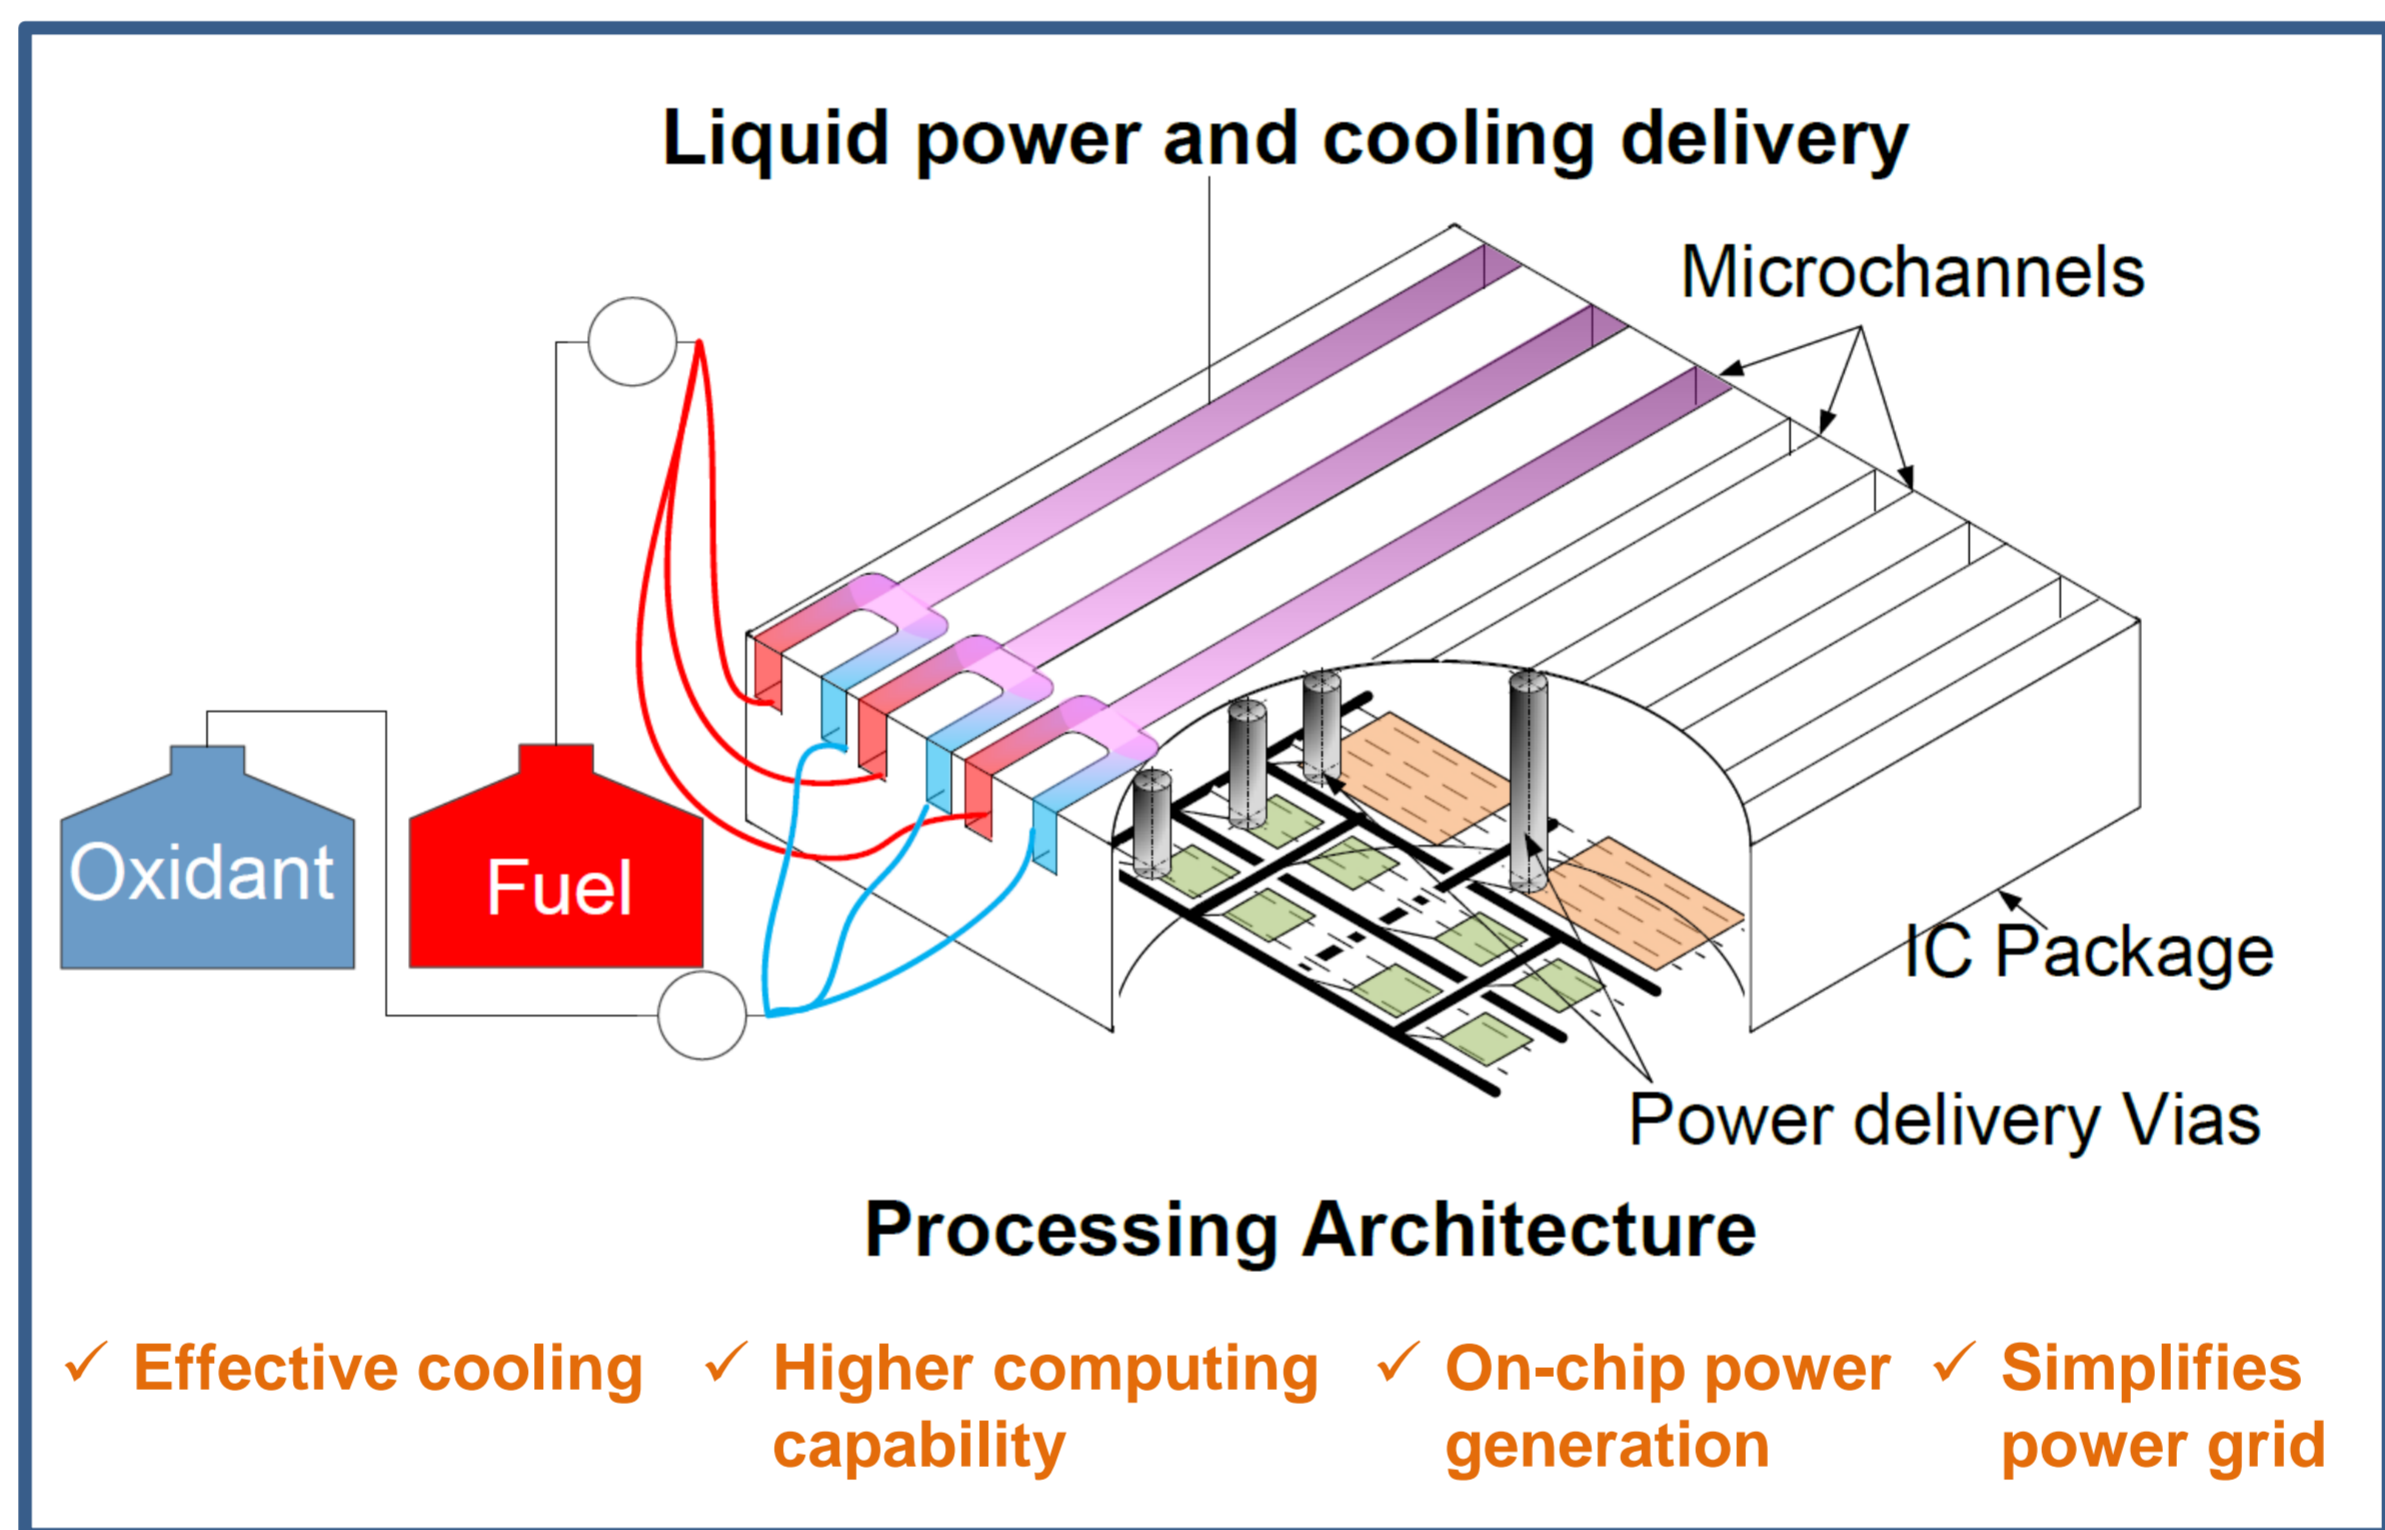 Liquid power and cooling delivery
Microchannels
Oxidant
Fuel
IC Package
Power delivery Vias
Processing Architecture
✓ Effective cooling
✓ Higher computing
capability
✓ On-chip power
generation
✓ Simplifies
power grid